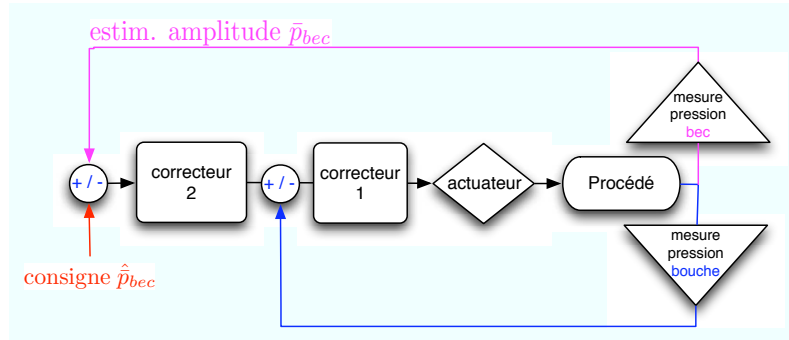 estim. amplitude p̄bec
mesure
pression
bec
+ / -
correcteur
2
+ / -
correcteur
1
actuateur
Procédé
mesure
pression
bouche
consigne p̄̂bec